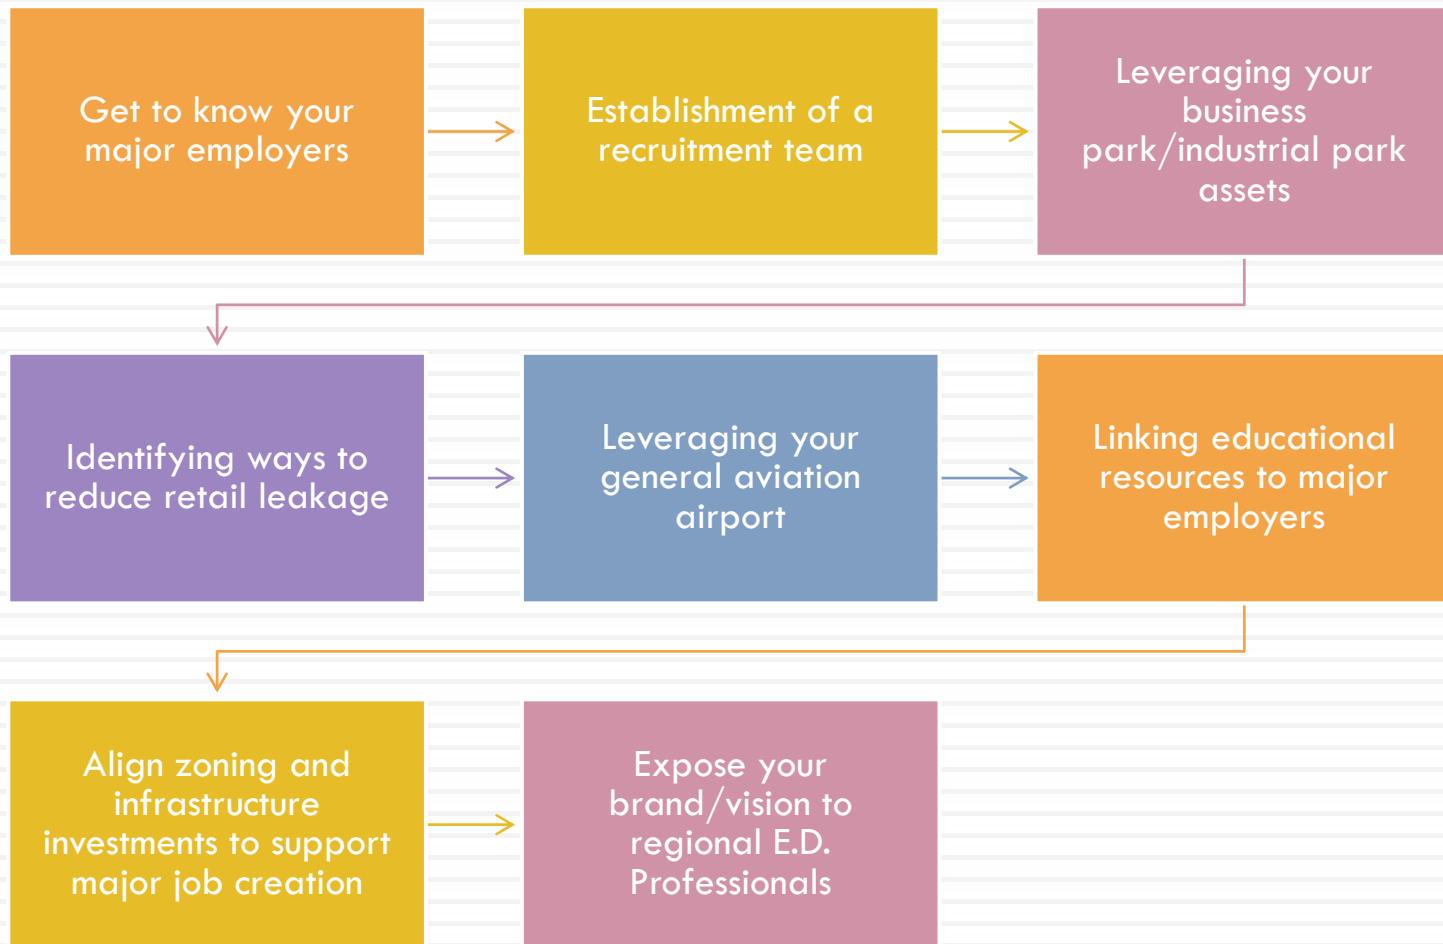 Get to know your
major employers
Establishment of a
recruitment team
Leveraging your
business
park/industrial park
assets
Identifying ways to
reduce retail leakage
Leveraging your
general aviation
airport
Linking educational
resources to major
employers
Align zoning and
infrastructure
investments to support
major job creation
Expose your
brand/vision to
regional E.D.
Professionals